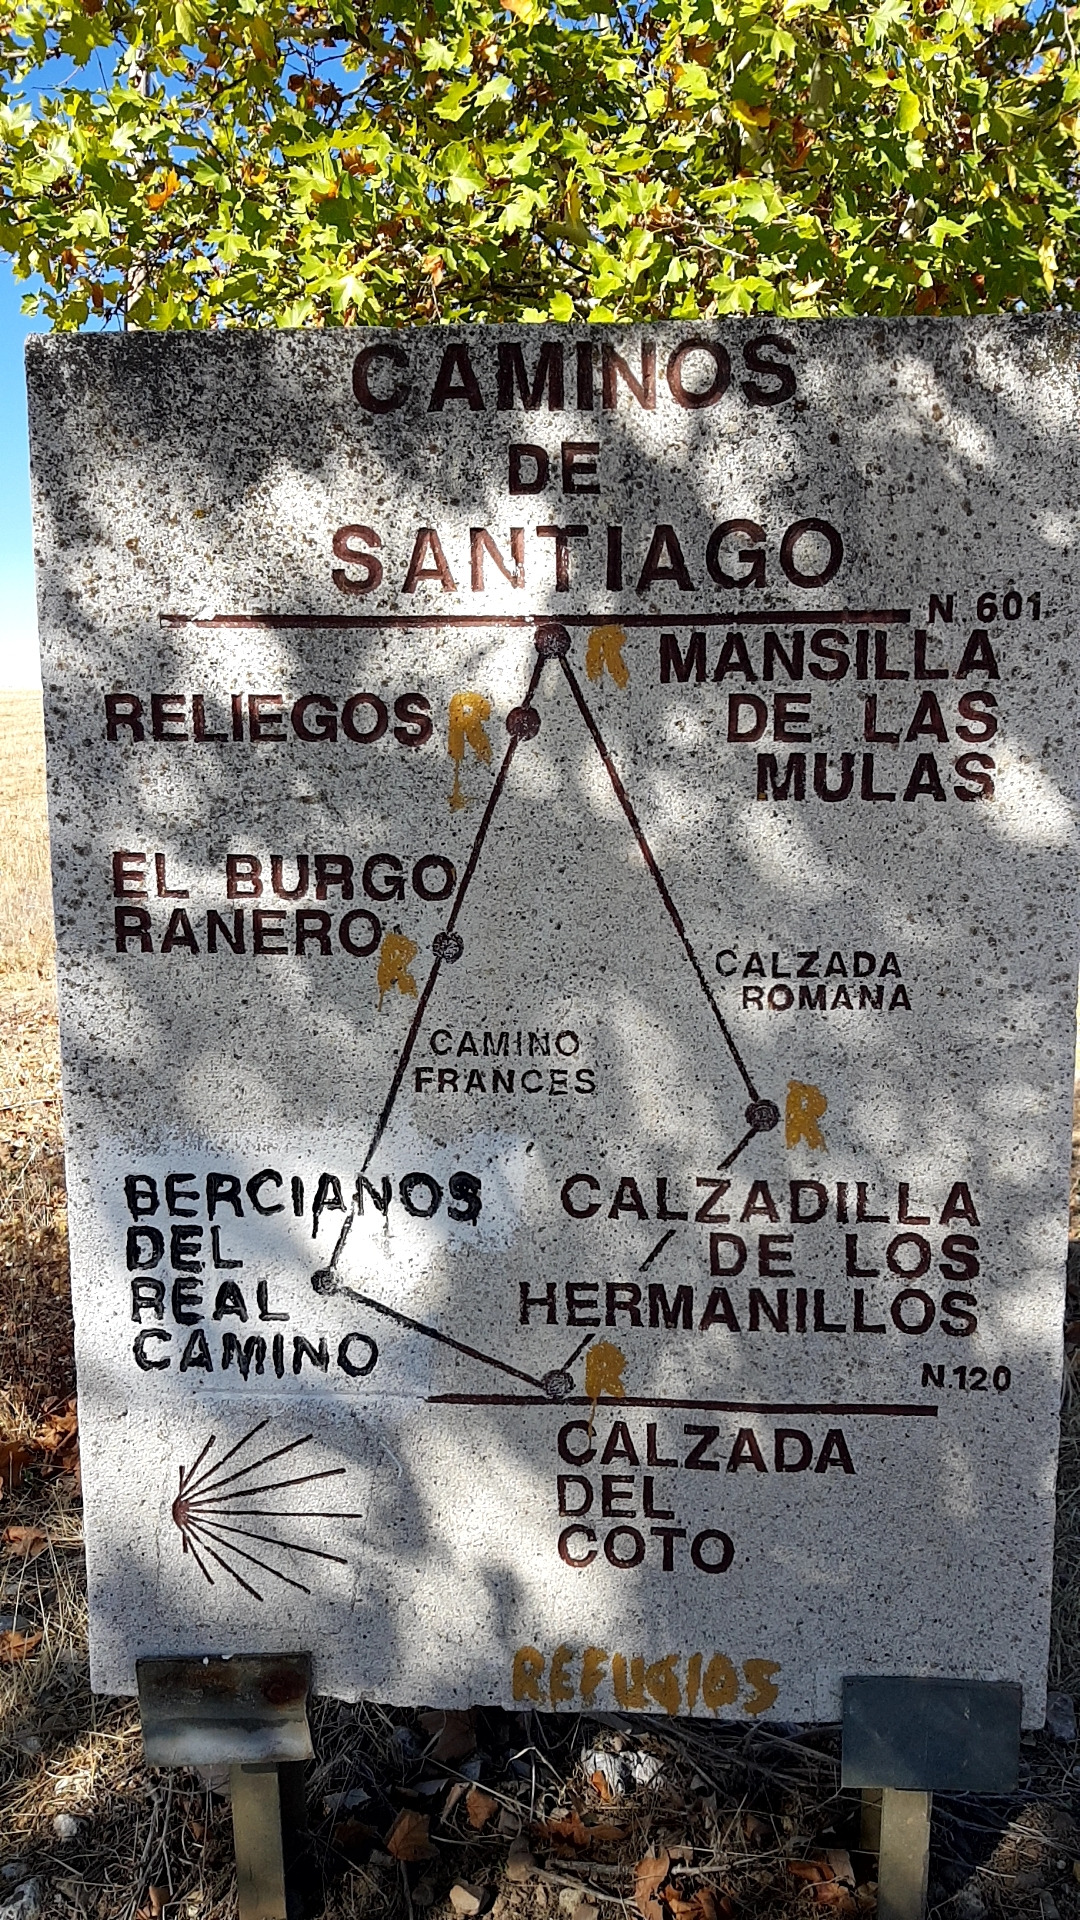 CAMINOS
DE
SANTIAGO
N. 601
R MANSILLA
DE LAS
MULAS
RELIEGOS R
EL BURGO
RANERO R
CALZADA
ROMANA
CAMINO
FRANCES
R
BERCIANOS
DEL
REAL
CAMINO
CALZADILLA
DE LOS
HERMANILLOS
R
N.120
CALZADA
DEL
COTO
REFUGIOS